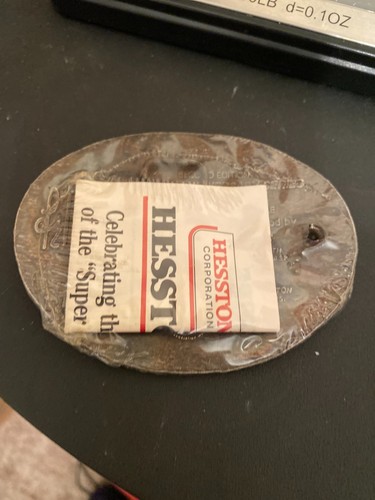 LB d=0.1OZ
HESSTON
CORPORATION
HESST
Celebrating th
of the "Super